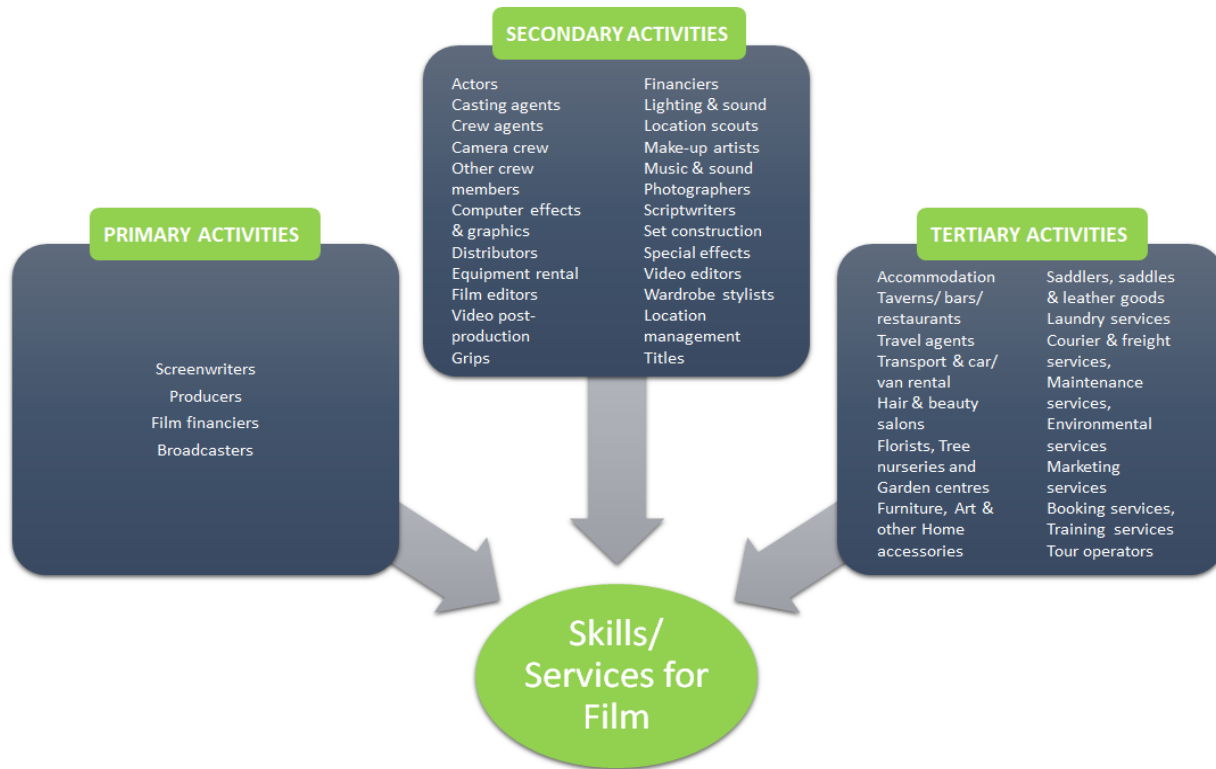 SECONDARY ACTIVITIES
Actors
Casting agents
Crew agents
Camera crew
Other crew
members
Computer effects
& graphics
Distributors
Equipment rental
Film editors
Video post-
production
Grips
Financiers
Lighting & sound
Location scouts
Make-up artists
Music & sound
Photographers
Scriptwriters
Set construction
Special effects
Video editors
Wardrobe stylists
Location
management
Titles
PRIMARY ACTIVITIES
Screenwriters
Producers
Film financiers
Broadcasters
TERTIARY ACTIVITIES
Accommodation
Taverns/ bars/
restaurants
Travel agents
Transport & car/
van rental
Hair & beauty
salons
Florists, Tree
nurseries and
Garden centres
Furniture, Art &
other Home
accessories
Saddlers, saddles
& leather goods
Laundry services
Courier & freight
services,
Maintenance
services,
Environmental
services
Marketing
services
Booking services,
Training services
Tour operators
Skills/
Services for
Film